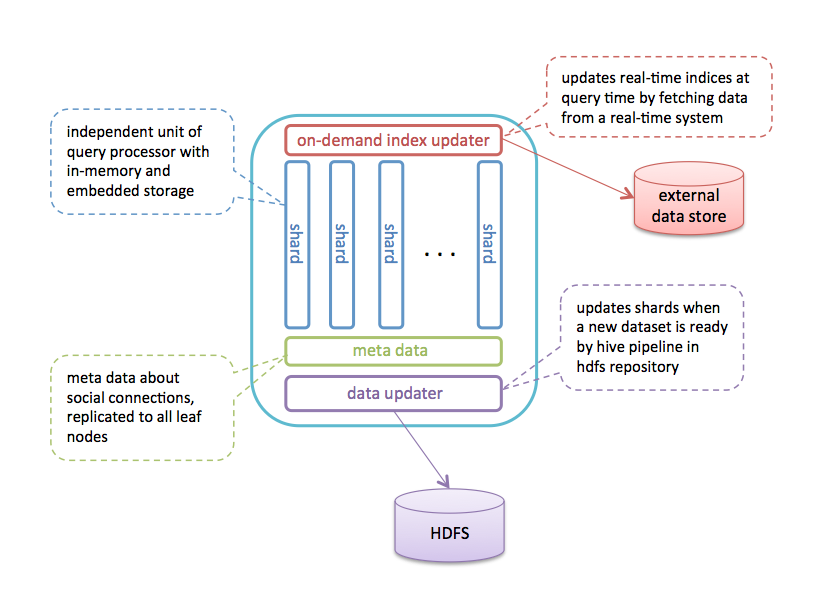 updates real-time indices at
query time by fetching data
from a real-time system
independent unit of
query processor with
in-memory and
embedded storage
on-demand index updater
external
data store
shard
shard
shard
. . .
shard
updates shards when
a new dataset is ready
by hive pipeline in
hdfs repository
meta data
meta data about
social connections,
replicated to all leaf
nodes
data updater
HDFS